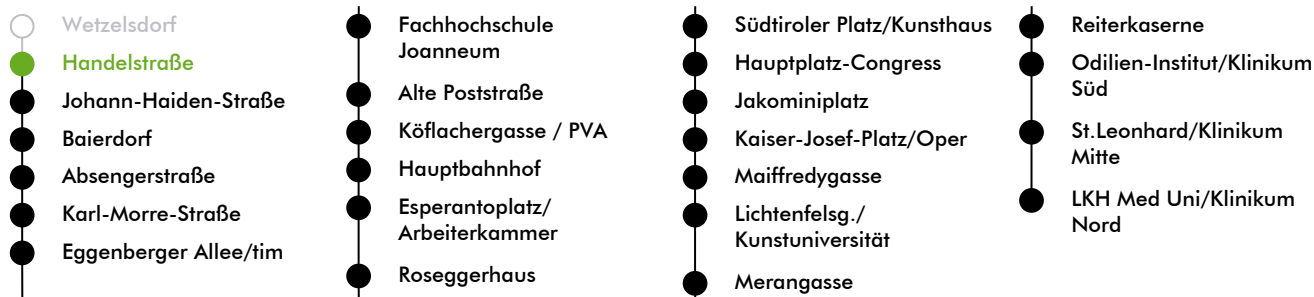 Wetzelsdorf
Handelstraße
Johann-Haiden-Straße
Baierdorf
Absengerstraße
Karl-Morre-Straße
Eggenberger Allee/tim
Fachhochschule
Joanneum
Alte Poststraße
Köflachergasse / PVA
Hauptbahnhof
Esperantoplatz/
Arbeiterkammer
Roseggerhaus
Südtiroler Platz/Kunsthaus
Hauptplatz-Congress
Jakominiplatz
Kaiser-Josef-Platz/Oper
Maiffredygasse
Lichtenfelsg./
Kunstuniversität
Merangasse
Reiterkaserne
Odilien-Institut/Klinikum
Süd
St.Leonhard/Klinikum
Mitte
LKH Med Uni/Klinikum
Nord